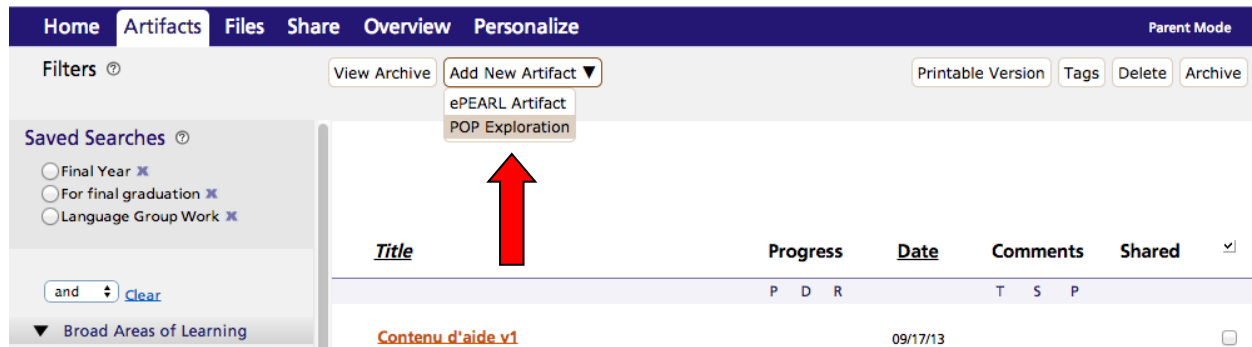 Home Artifacts Files Share Overview Personalize Parent Mode
Filters ?
View Archive Add New Artifact ▼ Printable Version Tags Delete Archive
ePEARL Artifact
POP Exploration
Saved Searches ?
Final Year x
For final graduation x
Language Group Work x
Title Progress Date Comments Shared
and Clear
P D R T S P
▼ Broad Areas of Learning
Contenu d'aide v1 09/17/13